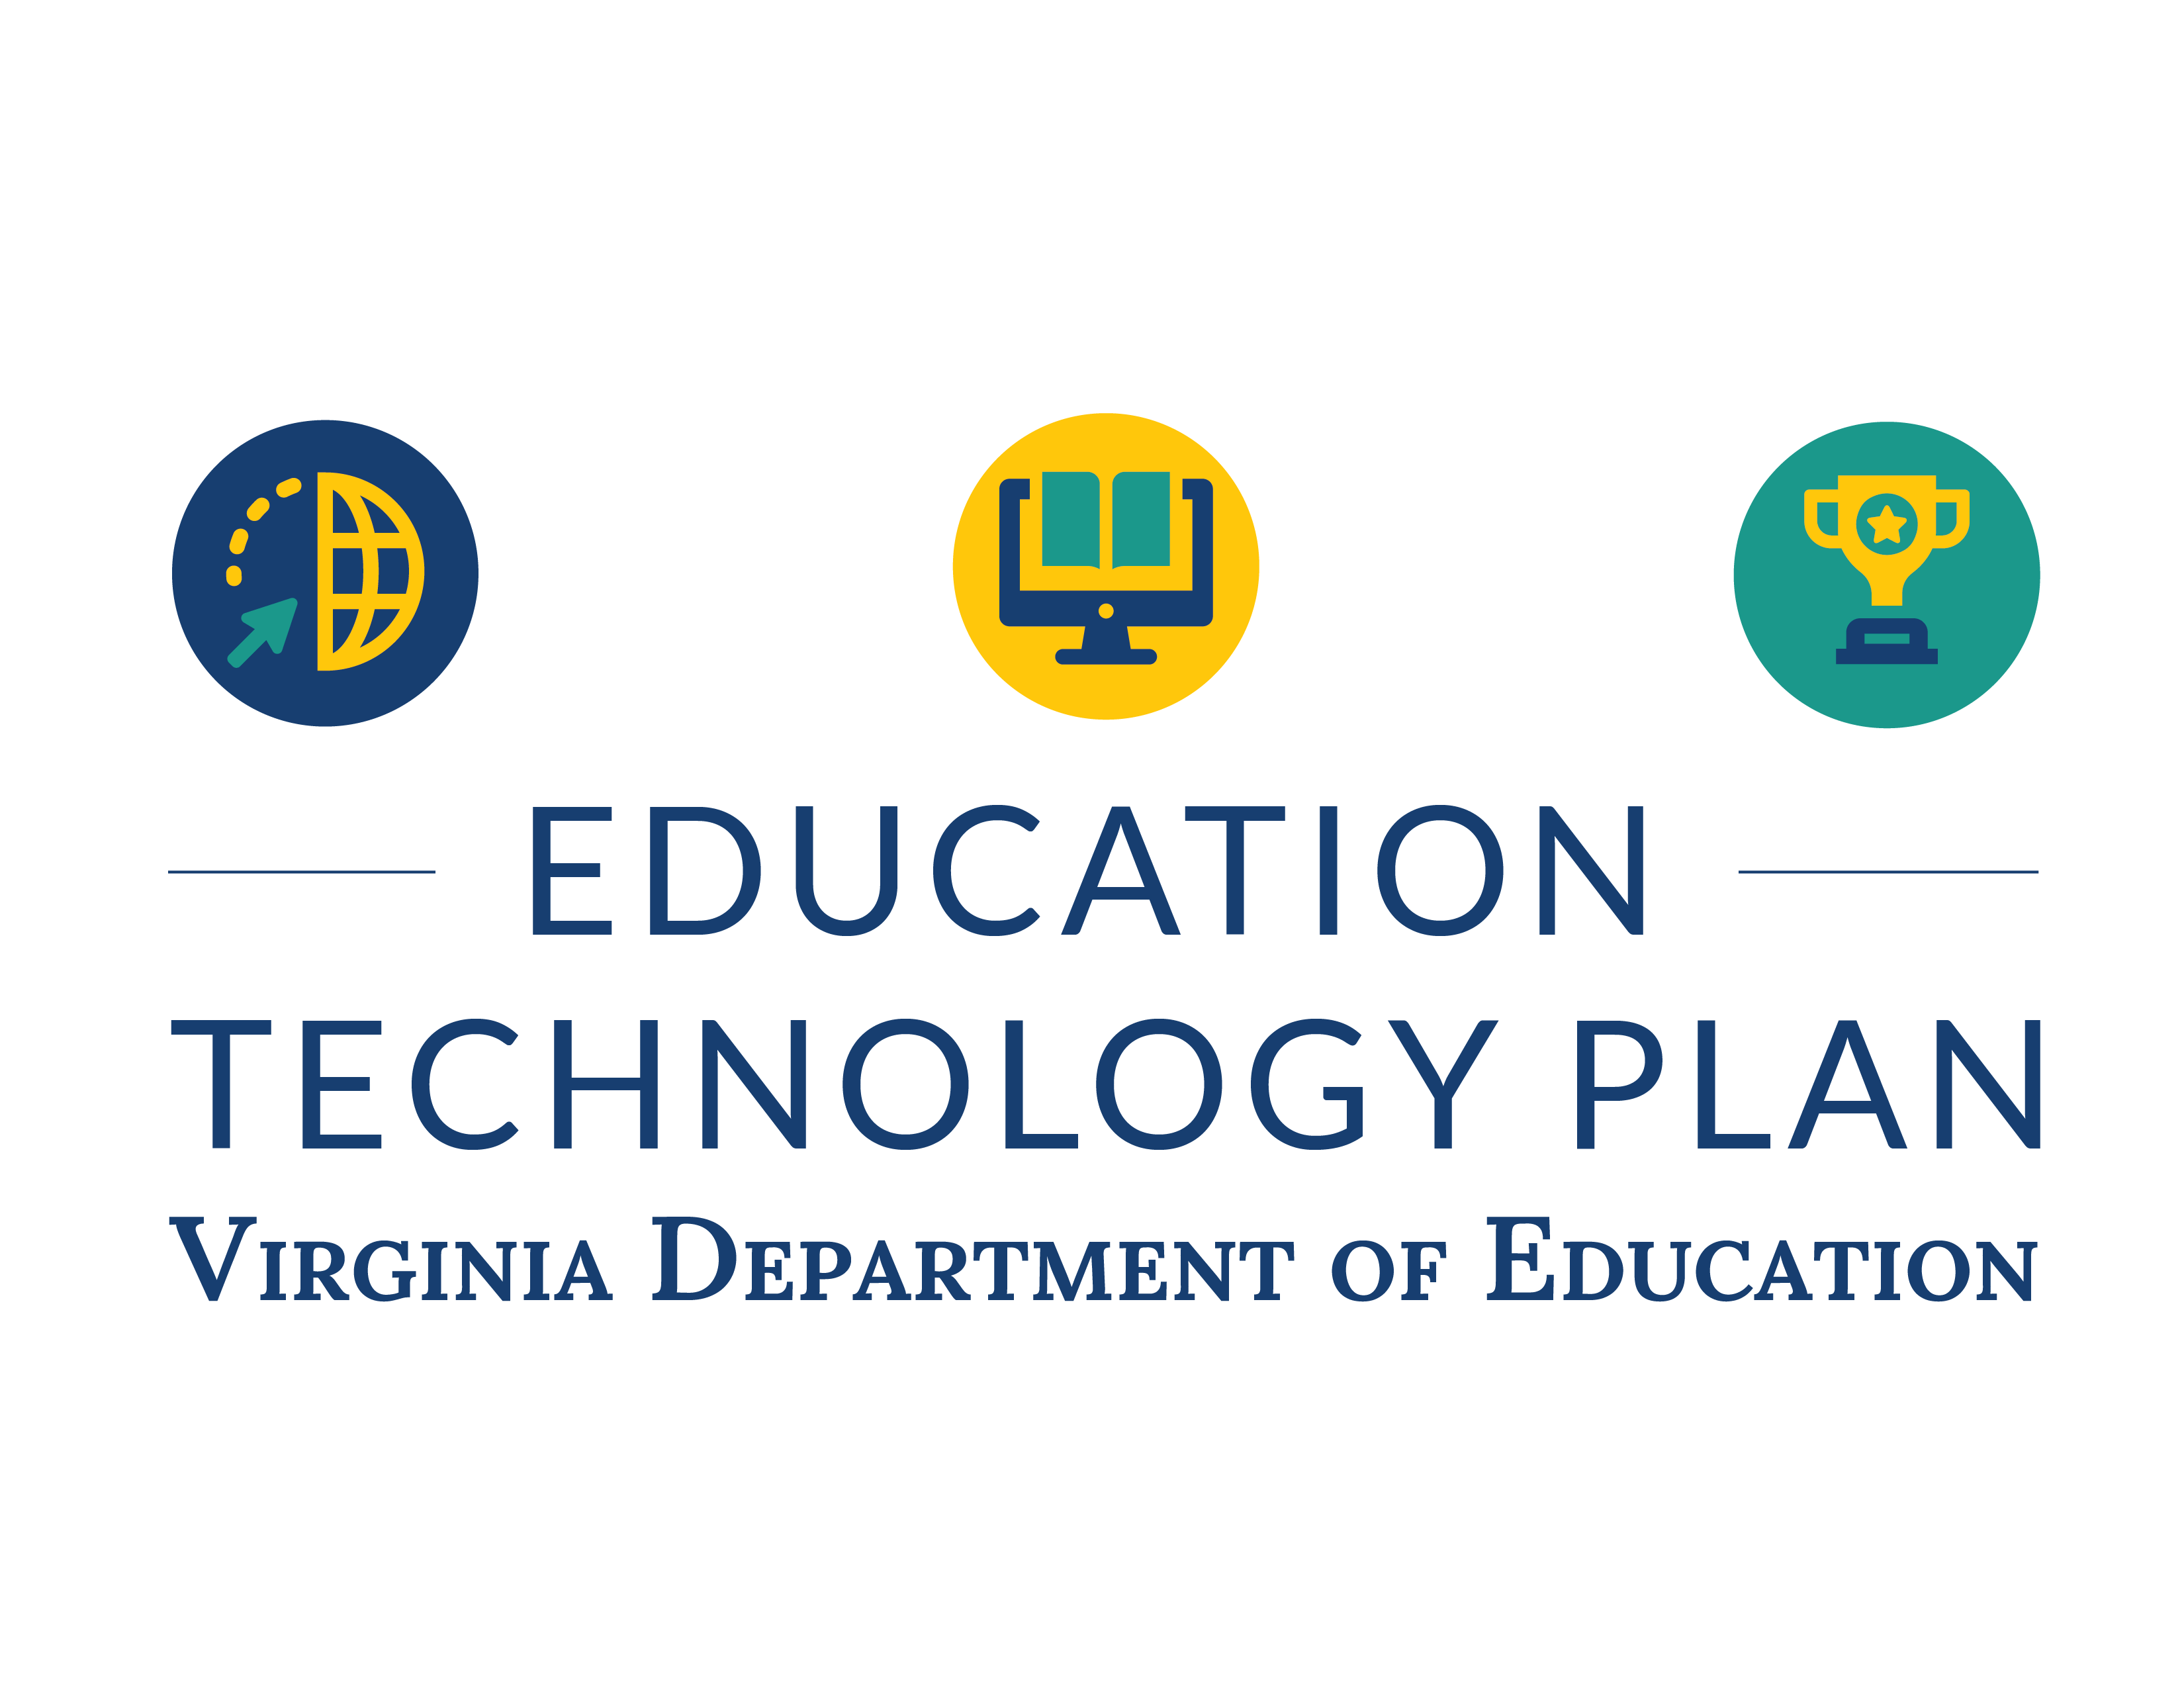 EDUCATION
TECHNOLOGY PLAN
Virginia Department of Education